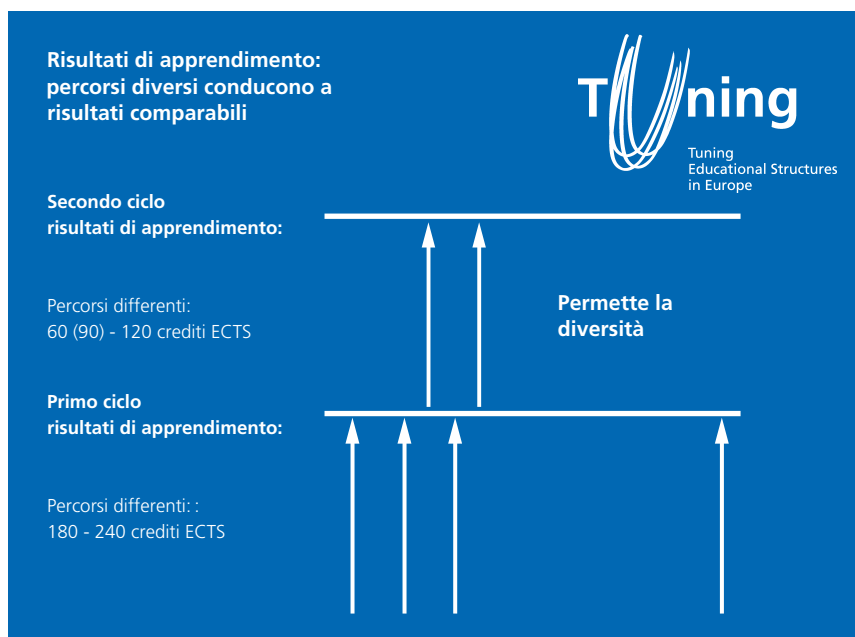 Risultati di apprendimento:
percorsi diversi conducono a
risultati comparabili
Tuning
Tuning
Educational Structures
in Europe
Secondo ciclo
risultati di apprendimento:
Percorsi differenti:
60 (90) - 120 crediti ECTS
Permette la
diversità
Primo ciclo
risultati di apprendimento:
Percorsi differenti: :
180 - 240 crediti ECTS